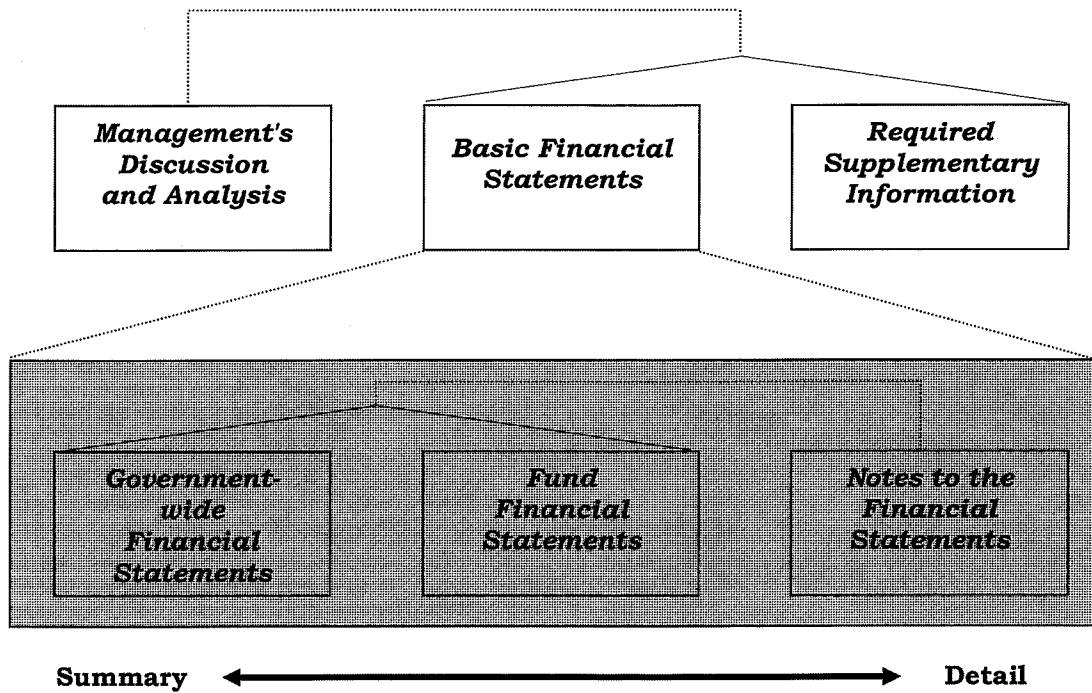 Management's
Discussion
and Analysis
Basic Financial
Statements
Required
Supplementary
Information
Government-
wide
Financial
Statements
Fund
Financial
Statements
Notes to the
Financial
Statements
Summary
Detail